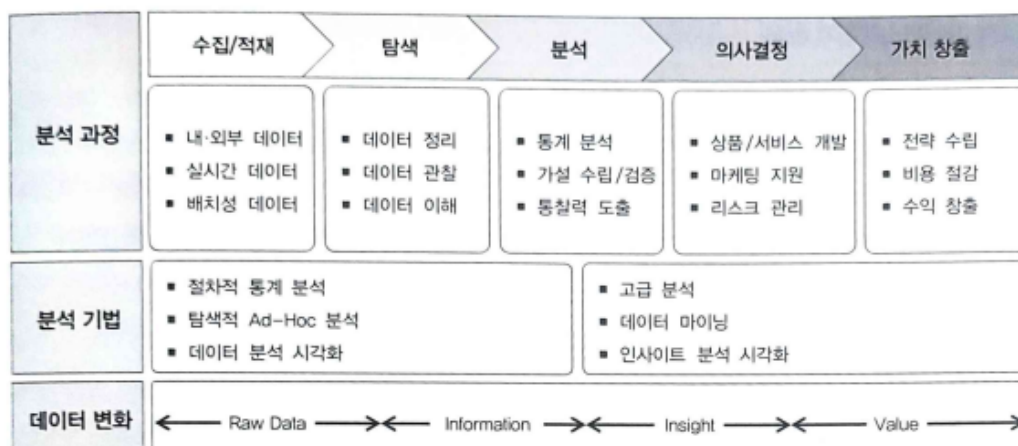 수집/적재
탐색
분석
의사결정
가치 창출
분석 과정
▪ 내·외부 데이터
▪ 실시간 데이터
▪ 배치성 데이터
▪ 데이터 정리
▪ 데이터 관찰
▪ 데이터 이해
▪ 통계 분석
▪ 가설 수립/검증
▪ 통찰력 도출
▪ 상품/서비스 개발
▪ 마케팅 지원
▪ 리스크 관리
▪ 전략 수립
▪ 비용 절감
▪ 수익 창출
분석 기법
▪ 절차적 통계 분석
▪ 탐색적 Ad-Hoc 분석
▪ 데이터 분석 시각화
▪ 고급 분석
▪ 데이터 마이닝
▪ 인사이트 분석 시각화
데이터 변화
Raw Data
Information
Insight
Value